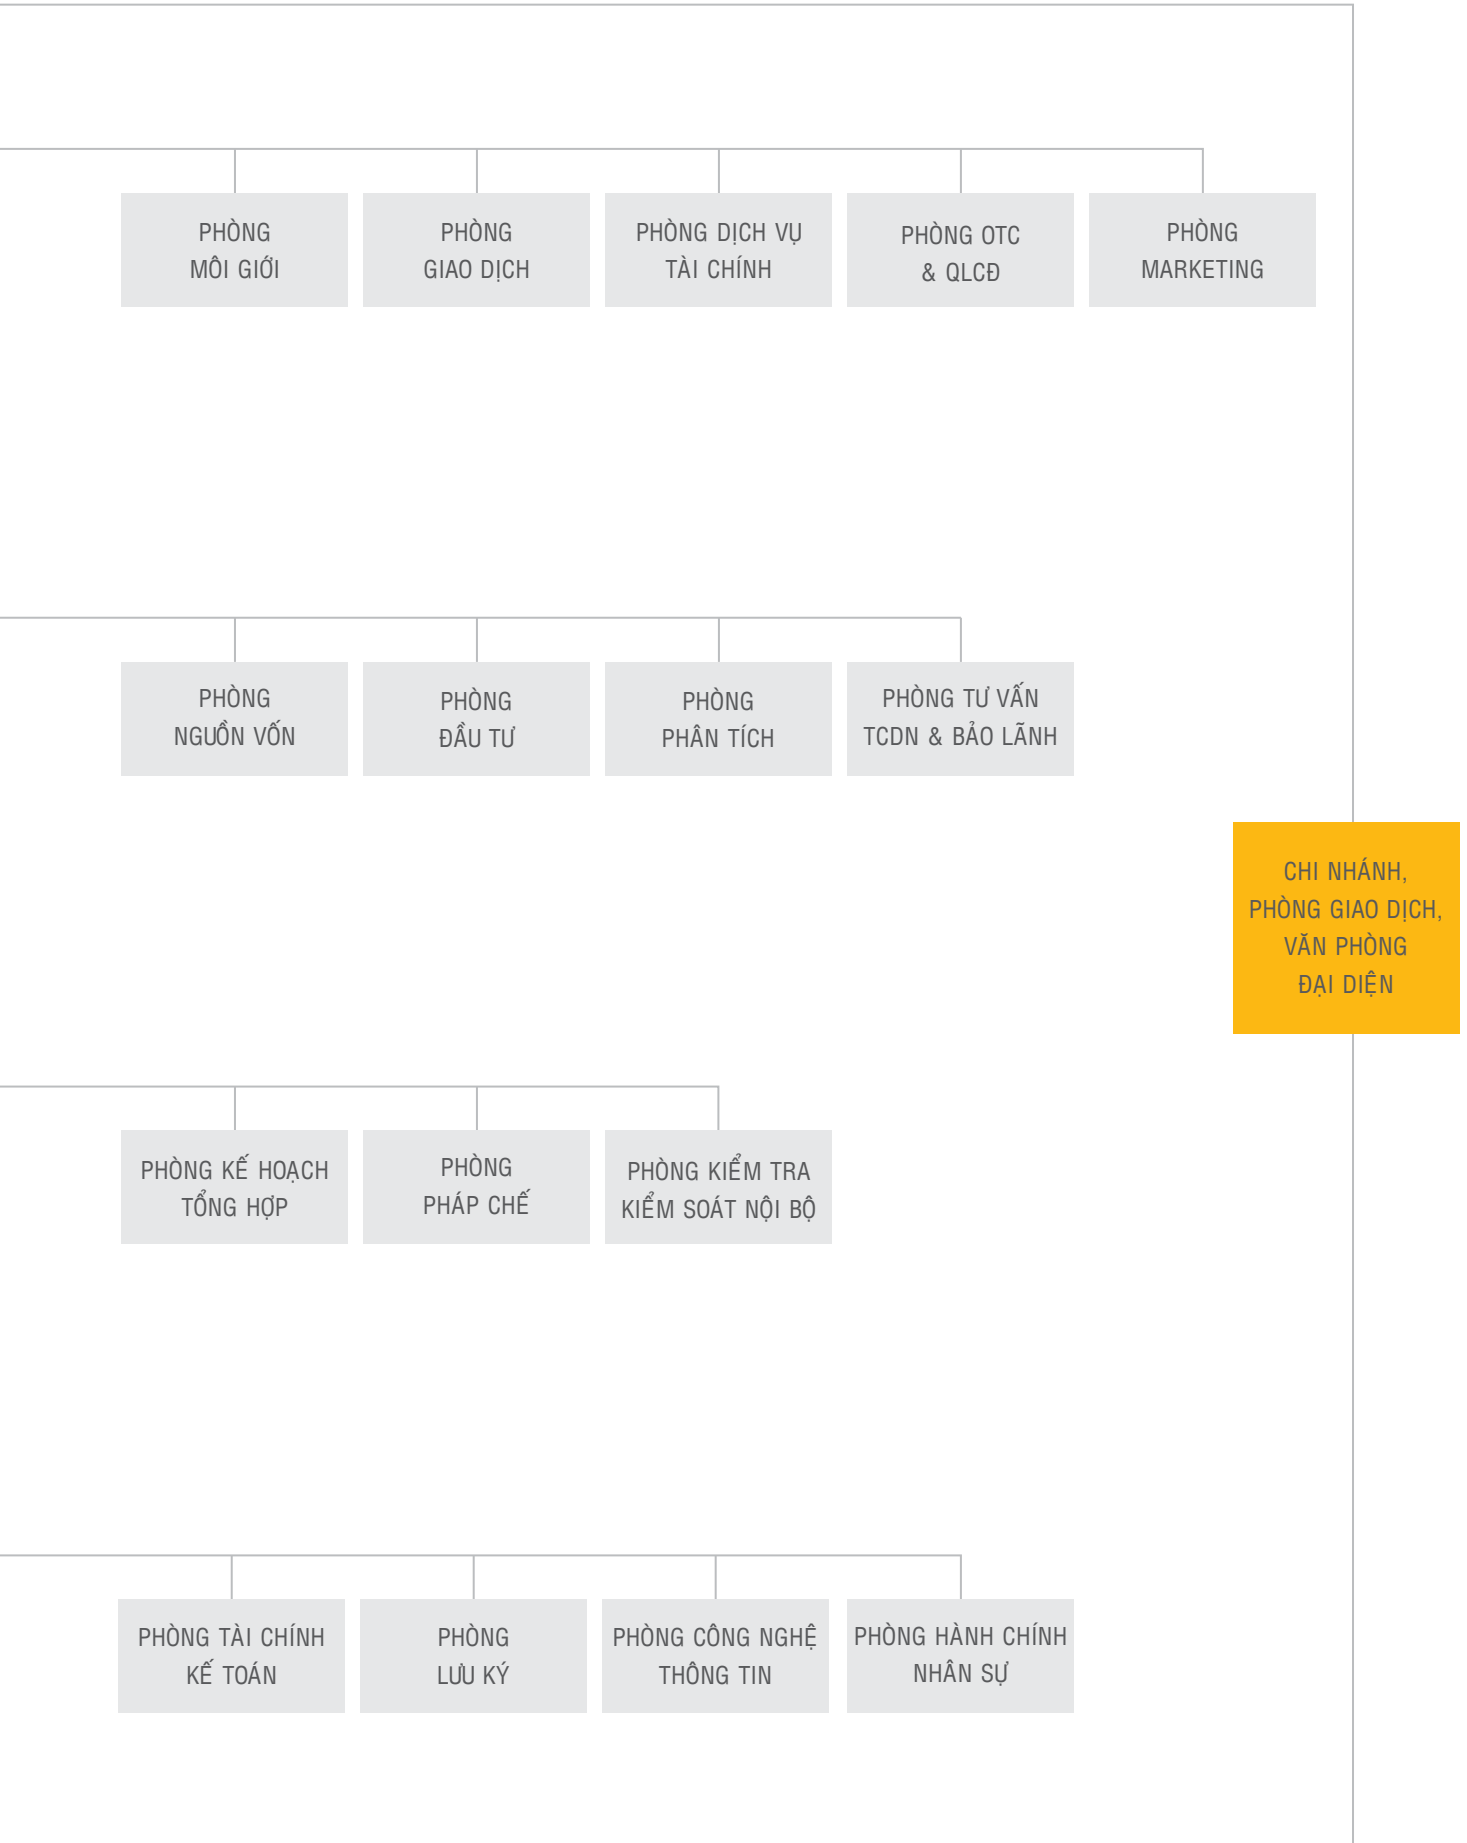 PHÒNG
MÔI GIỚI
PHÒNG
GIAO DỊCH
PHÒNG DỊCH VỤ
TÀI CHÍNH
PHÒNG OTC
& QLCĐ
PHÒNG
MARKETING
PHÒNG
NGUỒN VỐN
PHÒNG
ĐẦU TƯ
PHÒNG
PHÂN TÍCH
PHÒNG TƯ VẤN
TCDN & BẢO LÃNH
CHI NHÁNH,
PHÒNG GIAO DỊCH,
VĂN PHÒNG
ĐẠI DIỆN
PHÒNG KẾ HOẠCH
TỔNG HỢP
PHÒNG
PHÁP CHẾ
PHÒNG KIỂM TRA
KIỂM SOÁT NỘI BỘ
PHÒNG TÀI CHÍNH
KẾ TOÁN
PHÒNG
LƯU KÝ
PHÒNG CÔNG NGHỆ
THÔNG TIN
PHÒNG HÀNH CHÍNH
NHÂN SỰ